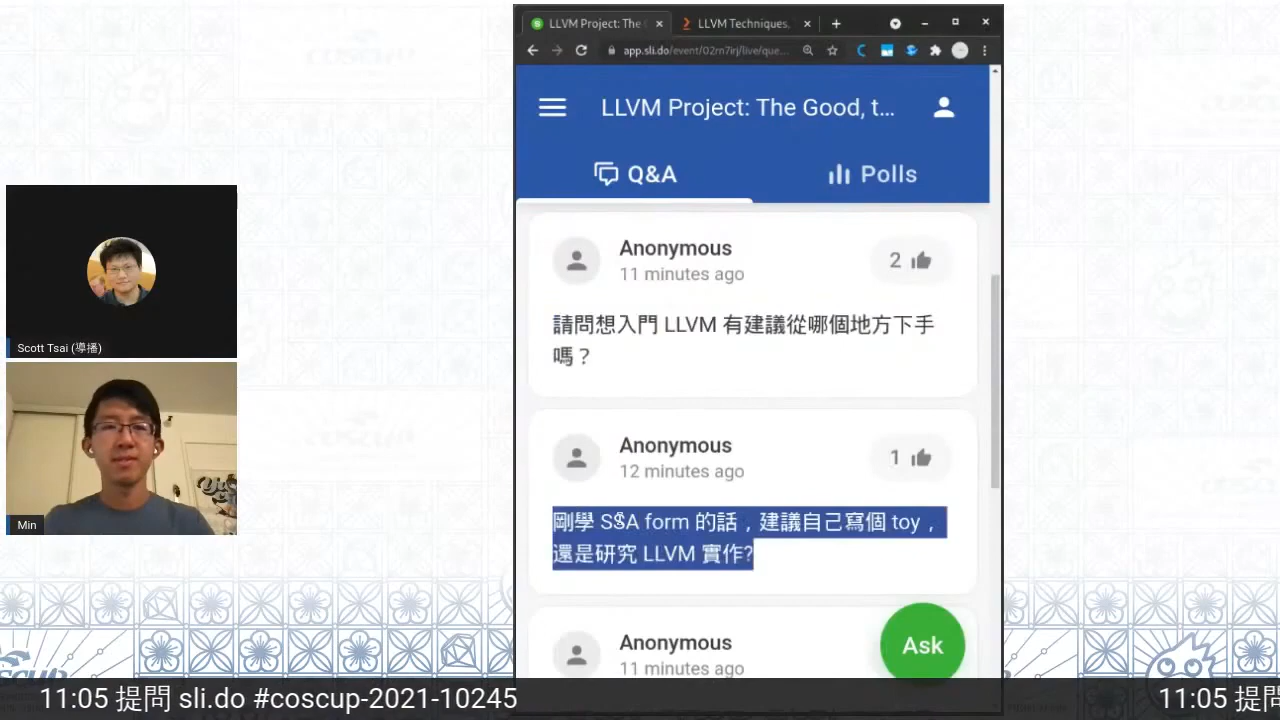 LLVM Project: The G
LLVM Techniques,
app.sli.do/event/02m7irj/live/que...
LLVM Project: The Good, t...
Q&A
Polls
Anonymous
2
11 minutes ago
請問想入門 LLVM 有建議從哪個地方下手
嗎？
Scott Tsai (導播)
Anonymous
1
12 minutes ago
剛學 SSA form 的話，建議自己寫個 toy，
還是研究 LLVM 實作?
Min
Anonymous
11 minutes ago
Ask
11:05 提問 sli.do #coscup-2021-10245
11:05 提問